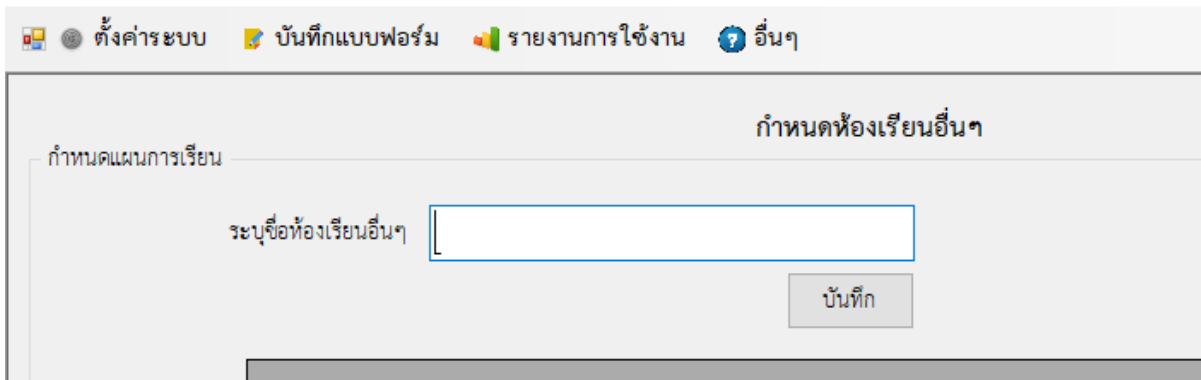 ตั้งค่าระบบ บันทึกแบบฟอร์ม รายงานการใช้งาน อื่นๆ
กำหนดห้องเรียนอื่นๆ
กำหนดแผนการเรียน
ระบุชื่อห้องเรียนอื่นๆ
บันทึก